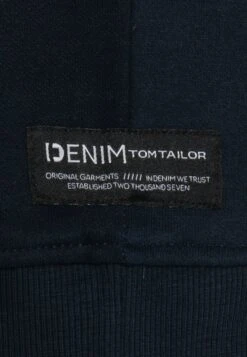 DENIM TOM TAILOR
ORIGINAL GARMENTS ///// IN DENIM WE TRUST
ESTABLISHED TWO THOUSAND SEVEN